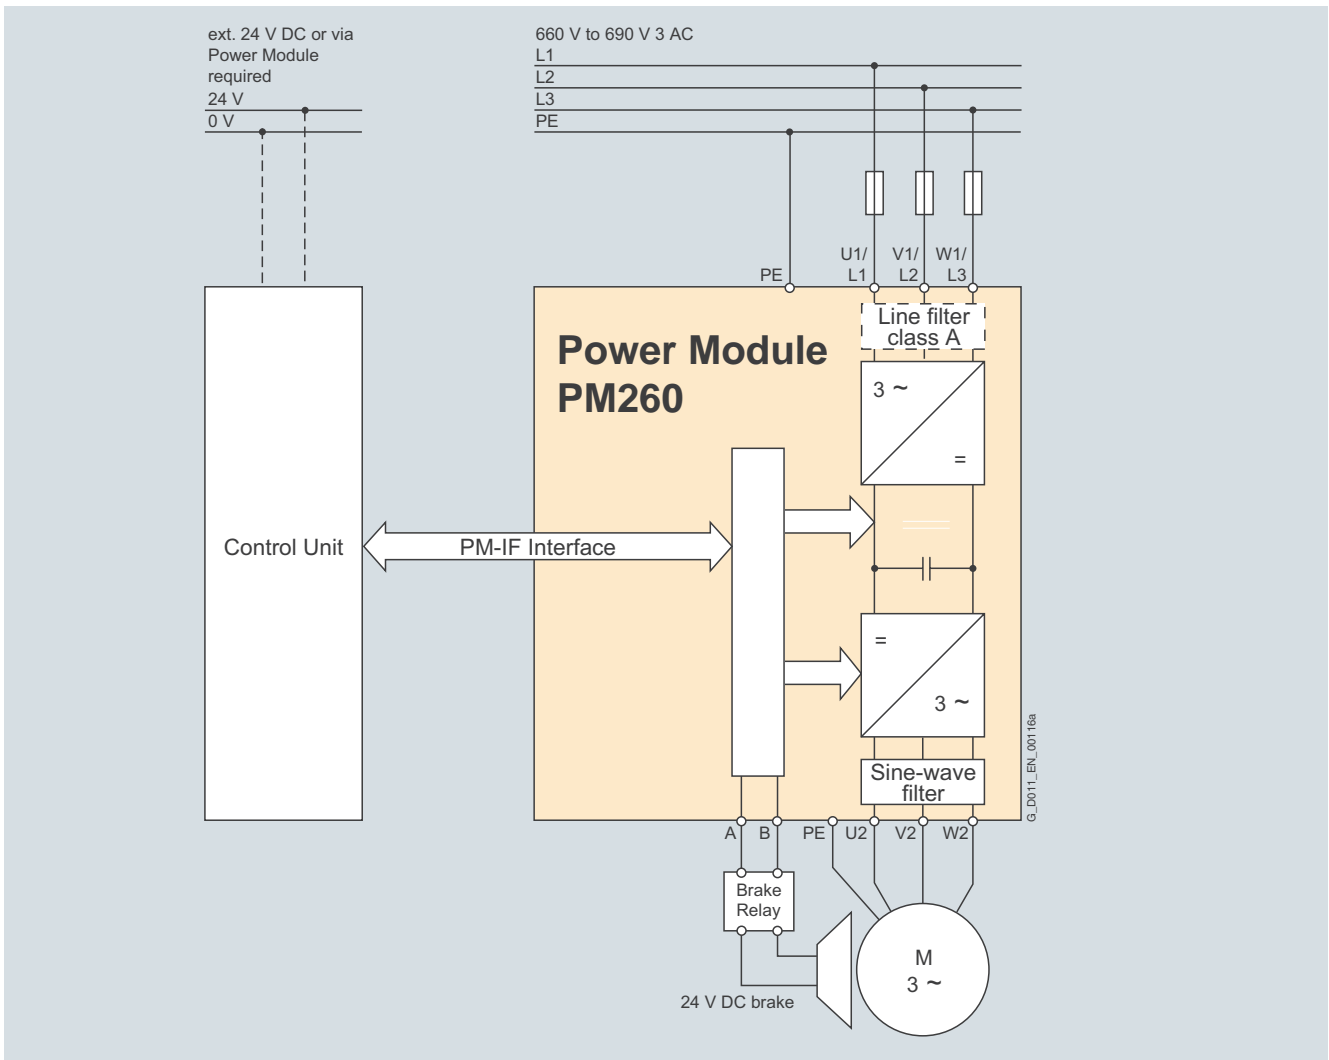 ext. 24 V DC or via
Power Module
required
24 V
0 V
660 V to 690 V 3 AC
L1
L2
L3
PE
PE
U1/
L1
V1/
L2
W1/
L3
Line filter
class A
Power Module
PM260
3 ~
=
Control Unit
PM-IF Interface
=
3 ~
Sine-wave
filter
G_D011_EN_00116a
A
B
PE
U2
V2
W2
Brake
Relay
M
3 ~
24 V DC brake